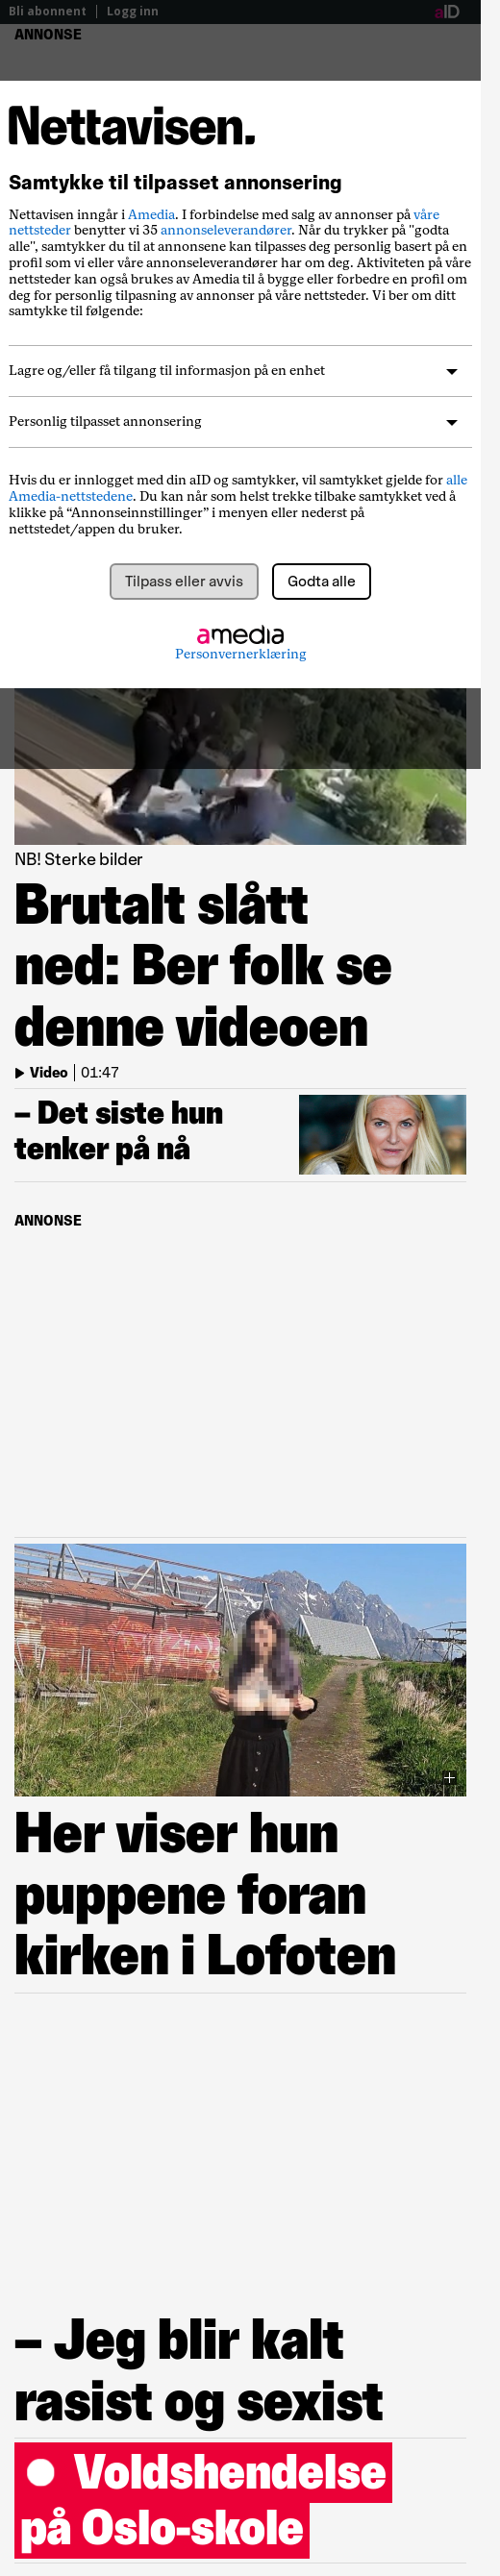 Bli abonnent | Logg inn
aID
ANNONSE
Nettavisen.
Samtykke til tilpasset annonsering
Nettavisen inngår i Amedia. I forbindelse med salg av annonser på våre
nettsteder benytter vi 35 annonseleverandører. Når du trykker på "godta
alle", samtykker du til at annonsene kan tilpasses deg personlig basert på en
profil som vi eller våre annonseleverandører har om deg. Aktiviteten på våre
nettsteder kan også brukes av Amedia til å bygge eller forbedre en profil om
deg for personlig tilpasning av annonser på våre nettsteder. Vi ber om ditt
samtykke til følgende:
Lagre og/eller få tilgang til informasjon på en enhet
Personlig tilpasset annonsering
Hvis du er innlogget med din aID og samtykker, vil samtykket gjelde for alle
Amedia-nettstedene. Du kan når som helst trekke tilbake samtykket ved å
klikke på “Annonseinnstillinger” i menyen eller nederst på
nettstedet/appen du bruker.
Tilpass eller avvis Godta alle
amedia
Personvernerklæring
NB! Sterke bilder
Brutalt slått
ned: Ber folk se
denne videoen
Video | 01:47
– Det siste hun
tenker på nå
ANNONSE
Her viser hun
puppene foran
kirken i Lofoten
– Jeg blir kalt
rasist og sexist
Voldshendelse
på Oslo-skole